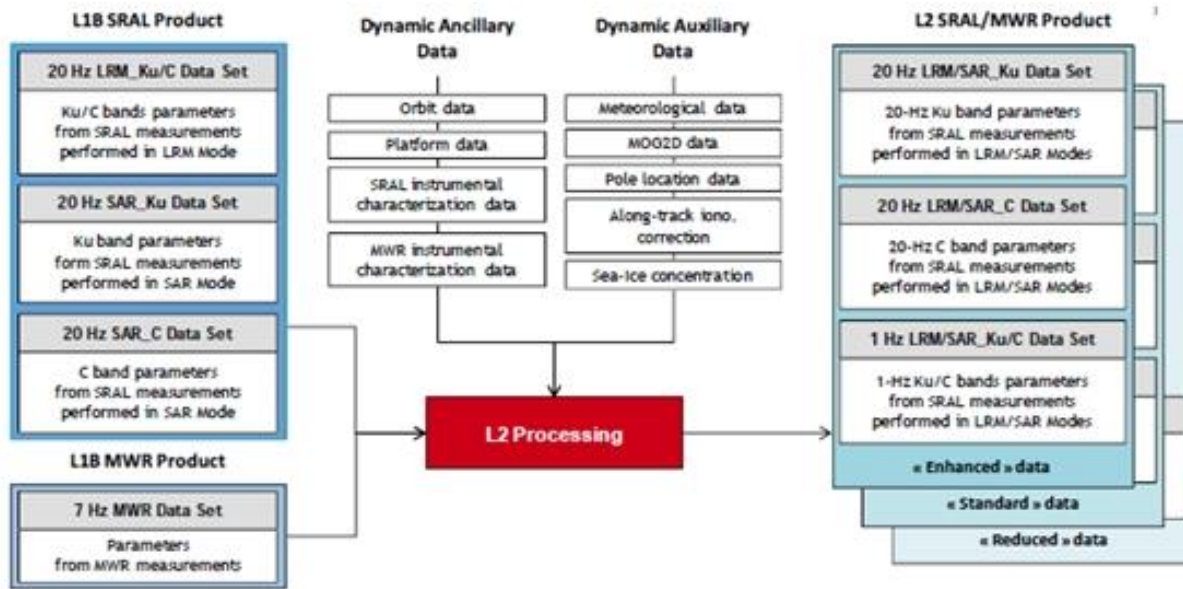 L1B SRAL Product
20 Hz LRM_Ku/C Data Set
Ku/C bands parameters
from SRAL measurements
performed in LRM Mode
20 Hz SAR_Ku Data Set
Ku band parameters
form SRAL measurements
performed in SAR Mode
20 Hz SAR_C Data Set
C band parameters
from SRAL measurements
performed in SAR Mode
L1B MWR Product
7 Hz MWR Data Set
Parameters
from MWR measurements
Dynamic Ancillary
Data
Orbit data
Platform data
SRAL instrumental
characterization data
MWR instrumental
characterization data
Dynamic Auxiliary
Data
Meteorological data
MOG2D data
Pole location data
Along-track iono.
correction
Sea-Ice concentration
L2 Processing
L2 SRAL/MWR Product
20 Hz LRM/SAR_Ku Data Set
20-Hz Ku band parameters
from SRAL measurements
performed in LRM/SAR Modes
20 Hz LRM/SAR_C Data Set
20-Hz C band parameters
from SRAL measurements
performed in LRM/SAR Modes
1 Hz LRM/SAR_Ku/C Data Set
1-Hz Ku/C bands parameters
from SRAL measurements
performed in LRM/SAR Modes
« Enhanced » data
« Standard » data
« Reduced » data